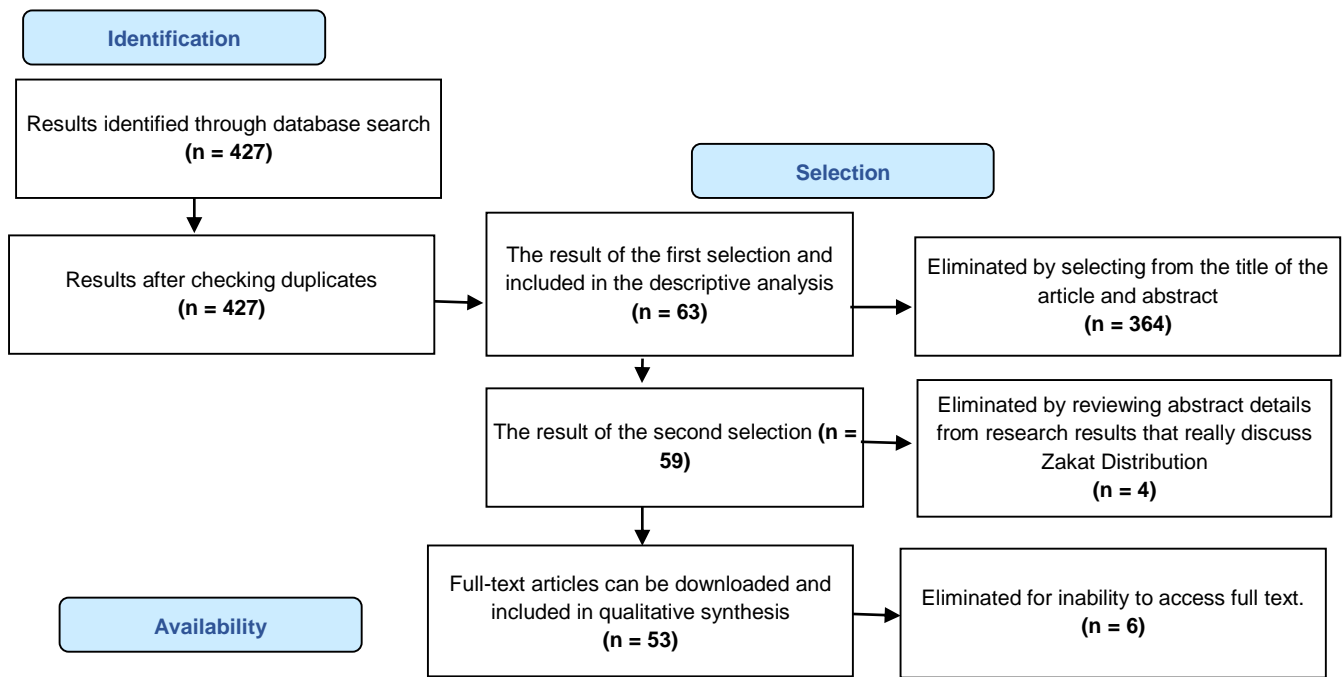 Identification
Results identified through database search
(n = 427)
Selection
Results after checking duplicates
(n = 427)
The result of the first selection and
included in the descriptive analysis
(n = 63)
Eliminated by selecting from the title of the
article and abstract
(n = 364)
The result of the second selection (n =
59)
Eliminated by reviewing abstract details
from research results that really discuss
Zakat Distribution
(n = 4)
Full-text articles can be downloaded and
included in qualitative synthesis
(n = 53)
Eliminated for inability to access full text.
(n = 6)
Availability